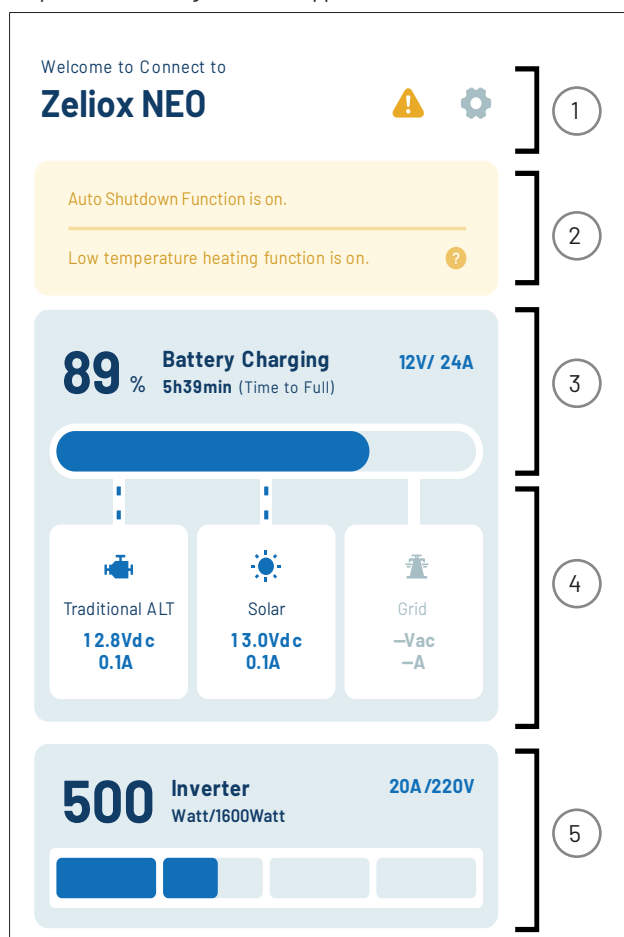 Welcome to Connect to
Zeliox NEO
1
Auto Shutdown Function is on.
2
Low temperature heating function is on. ?
89 % Battery Charging 12V/ 24A
5h39min (Time to Full)
3
4
Traditional ALT Solar Grid
12.8Vdc 13.0Vdc —Vac
0.1A 0.1A —A
500 Inverter 20A/220V
Watt/1600Watt
5